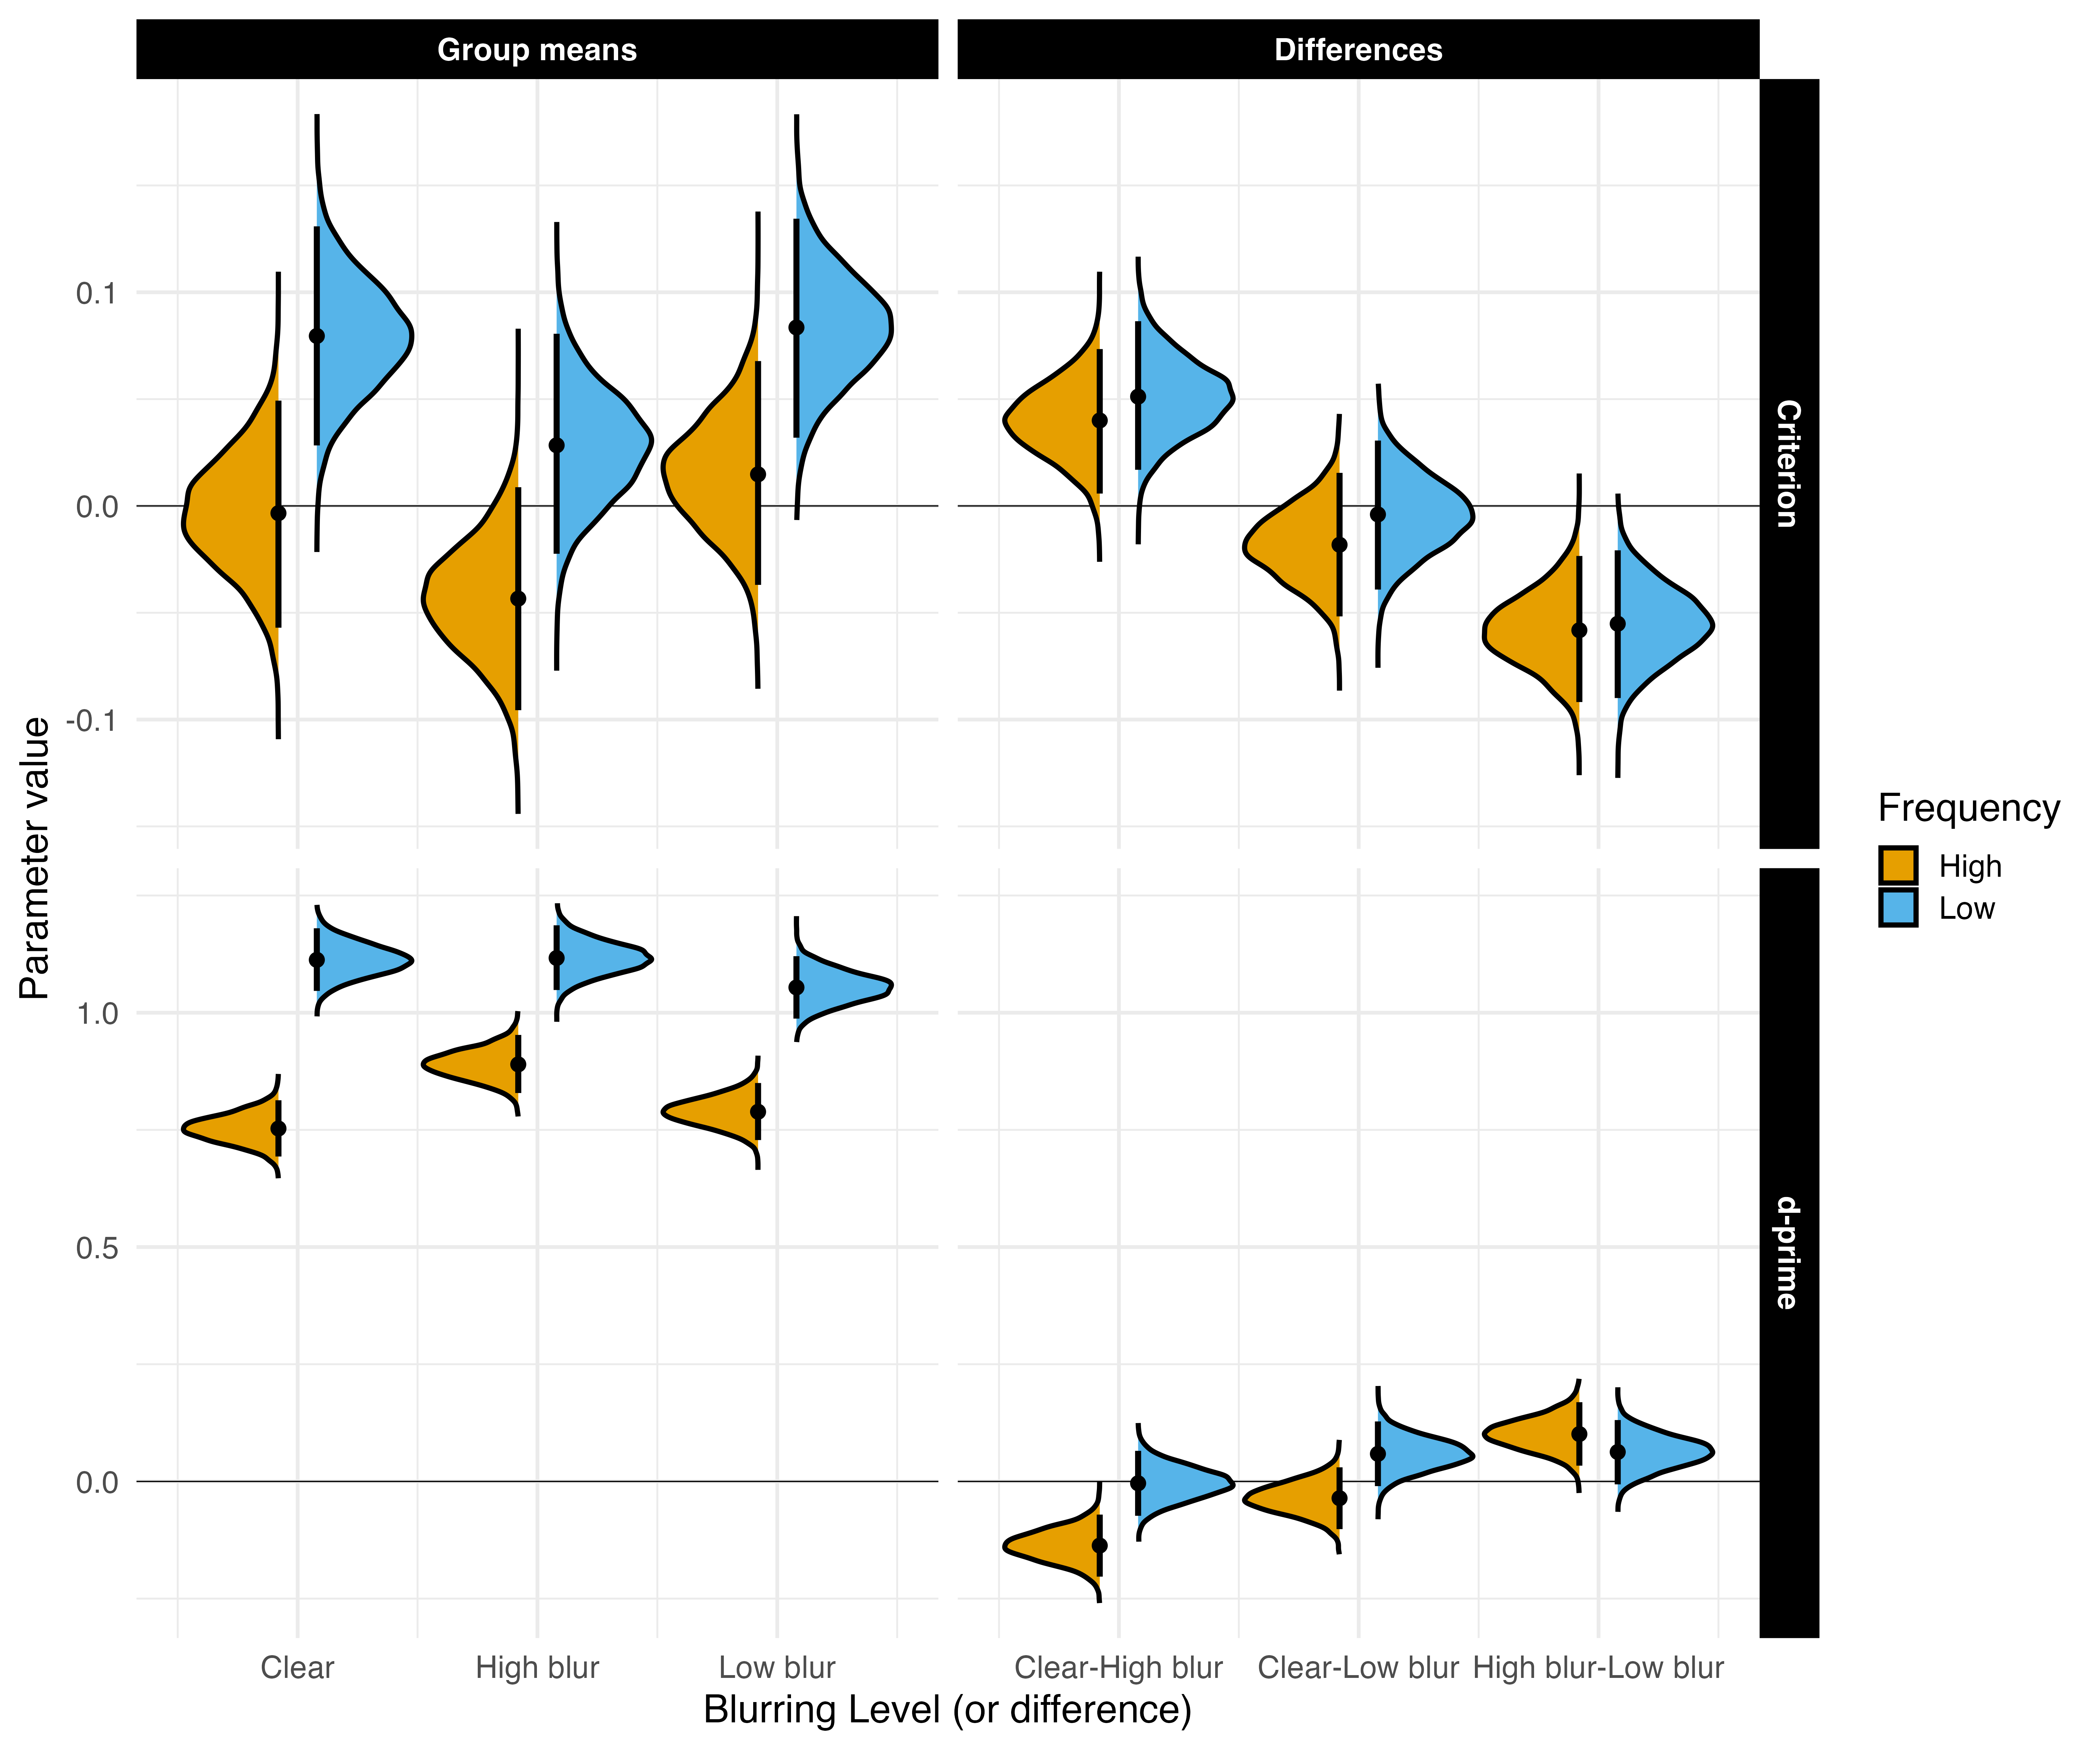 Group means
Differences
Criterion
d-prime
Parameter value
0.1
0.0
-0.1
1.0
0.5
0.0
Clear
High blur
Low blur
Clear-High blur
Clear-Low blur
High blur-Low blur
Blurring Level (or difference)
Frequency
High
Low